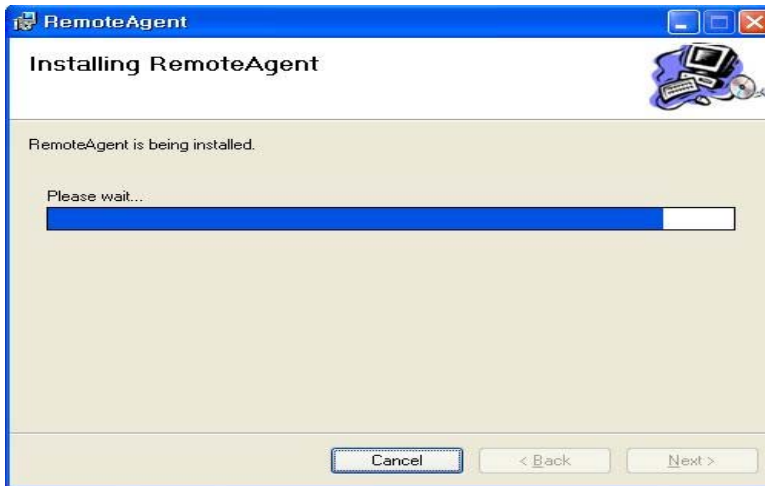 RemoteAgent
Installing RemoteAgent
RemoteAgent is being installed.
Please wait...
Cancel
< Back
Next >